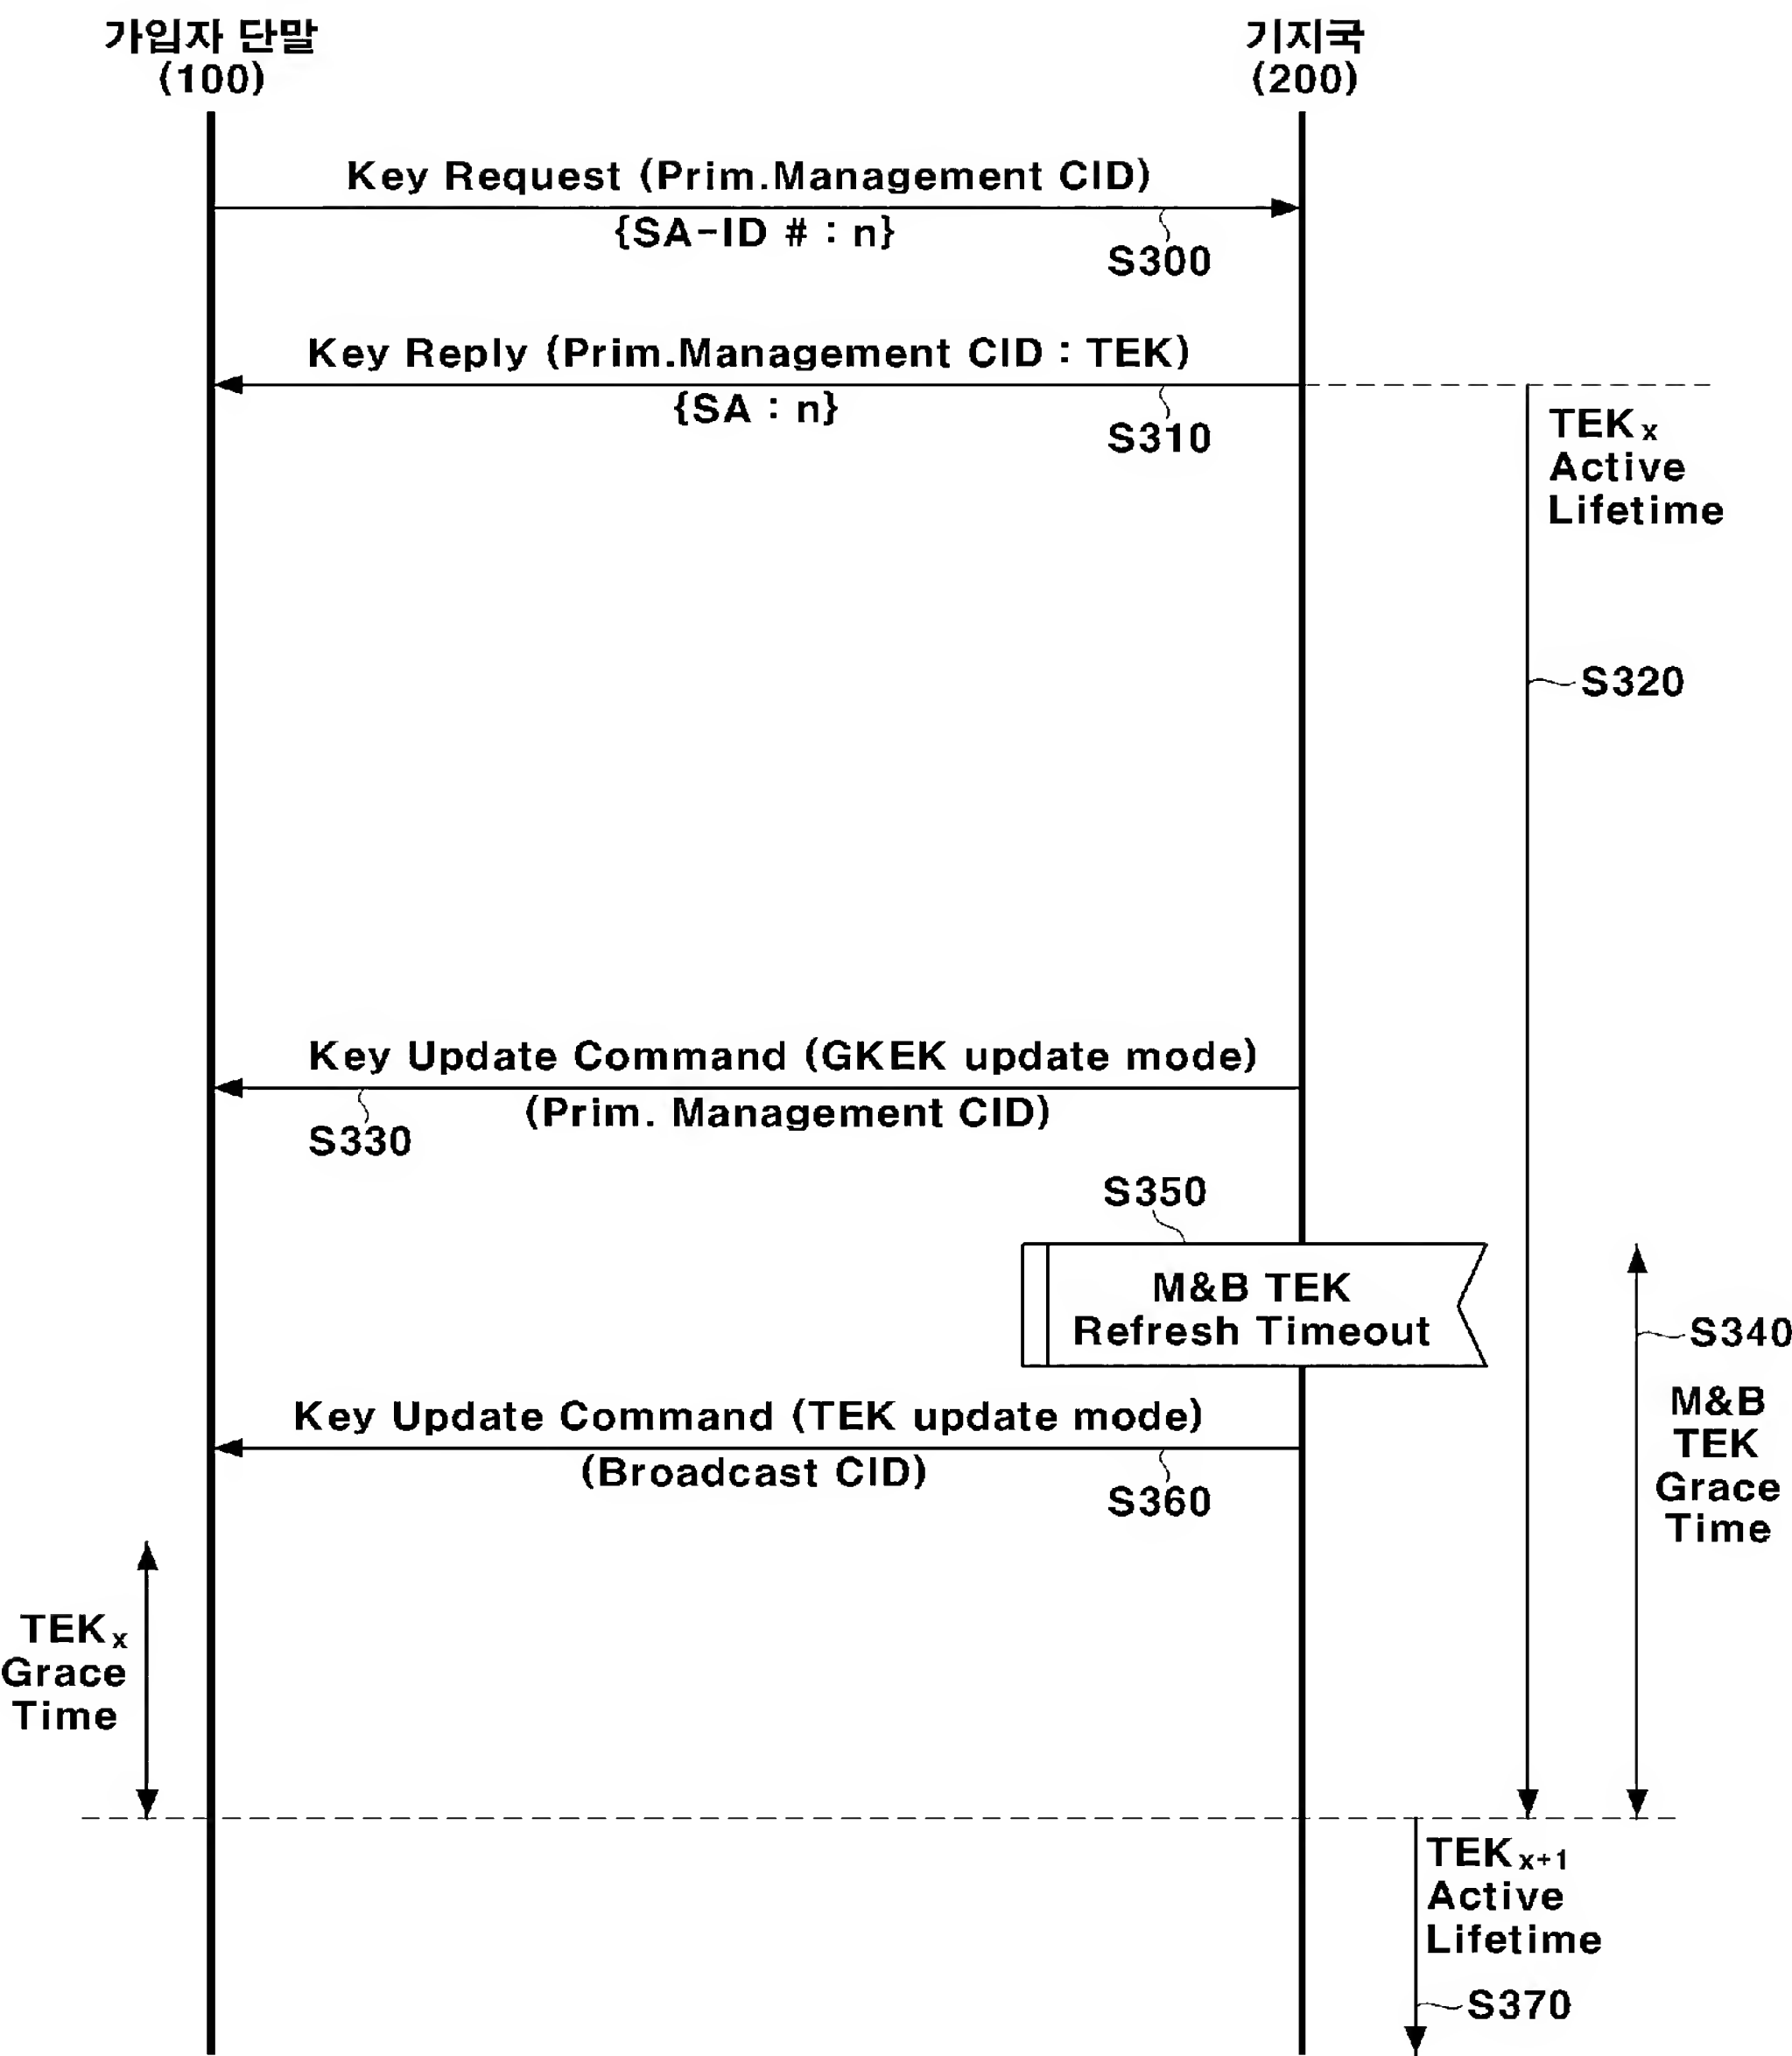 가입자 단말
(100)
기지국
(200)
Key Request (Prim.Management CID)
{SA-ID # : n}
S300
Key Reply (Prim.Management CID : TEK)
{SA : n}
S310
TEKx
Active
Lifetime
S320
Key Update Command (GKEK update mode)
(Prim. Management CID)
S330
S350
M&B TEK
Refresh Timeout
S340
M&B
TEK
Grace
Time
Key Update Command (TEK update mode)
(Broadcast CID)
S360
TEKx
Grace
Time
TEKx+1
Active
Lifetime
S370